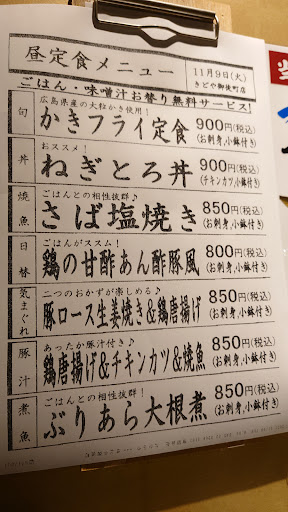 昼定食メニュー
11月9日(火)
きどや御徒町店
ごはん・味噌汁お替り無料サービス!
旬
広島県産の大粒かき使用!
かきフライ定食
900円(税込)
(お刺身,小鉢付き)
丼
おススメ!
ねぎとろ丼
900円(税込)
(チキンカツ,小鉢付き)
焼魚
ごはんとの相性抜群♪
さば塩焼き
850円(税込)
(お刺身,小鉢付き)
日替
ごはんがススム!
鶏の甘酢あん酢豚風
800円(税込)
(お刺身,小鉢付き)
気まぐれ
二つのおかずが楽しめる♪
豚ロース生姜焼き&鶏唐揚げ
850円(税込)
(お刺身,小鉢付き)
豚汁
あったか豚汁付き♪
鶏唐揚げ&チキンカツ&焼魚
850円(税込)
(お刺身,小鉢付き)
煮魚
ごはんとの相性抜群!
ぶりあら大根煮
850円(税込)
(お刺身,小鉢付き)